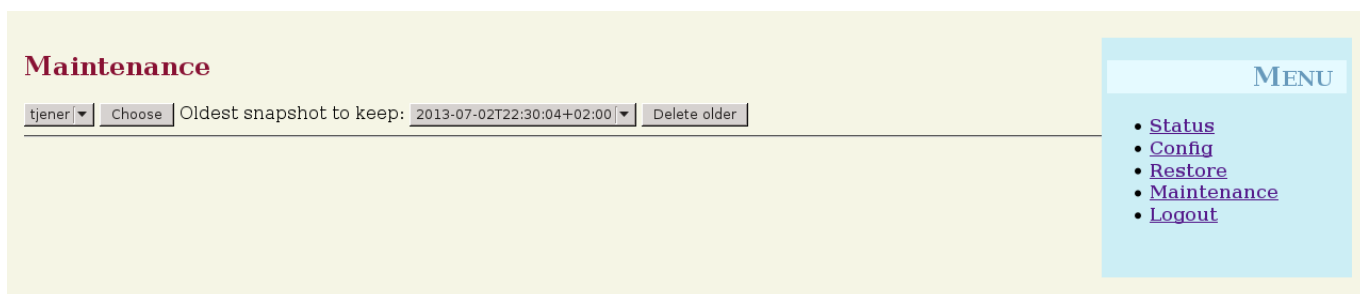 Maintenance
tjener Choose Oldest snapshot to keep: 2013-07-02T22:30:04+02:00 Delete older
MENU
Status
Config
Restore
Maintenance
Logout